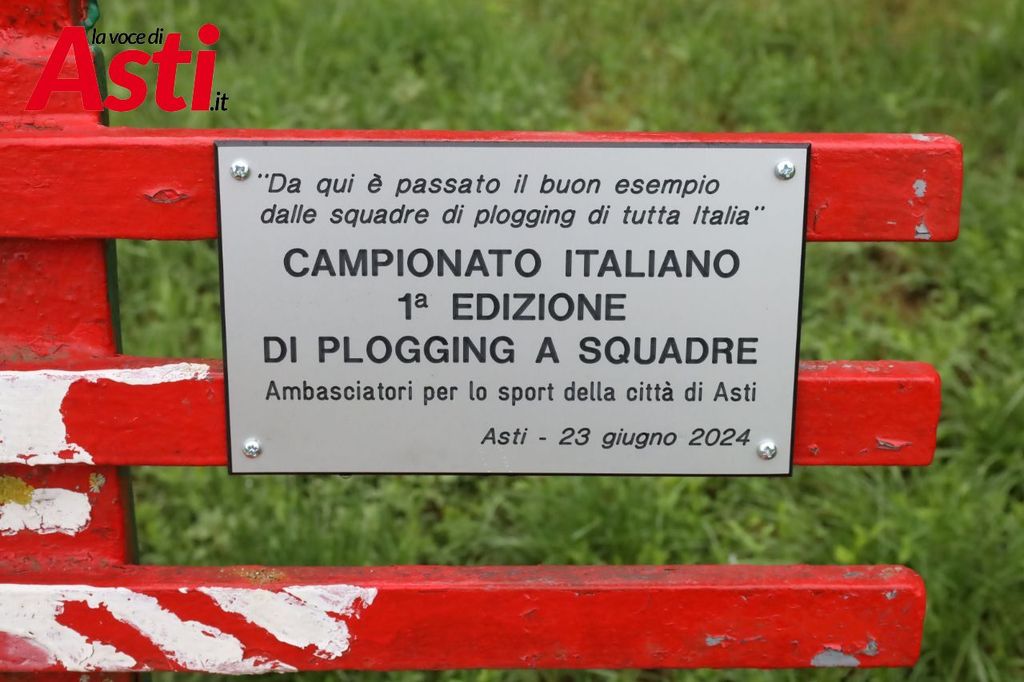 la voce di
Asti.it
"Da qui è passato il buon esempio
dalle squadre di plogging di tutta Italia"
CAMPIONATO ITALIANO
1ª EDIZIONE
DI PLOGGING A SQUADRE
Ambasciatori per lo sport della città di Asti
Asti - 23 giugno 2024